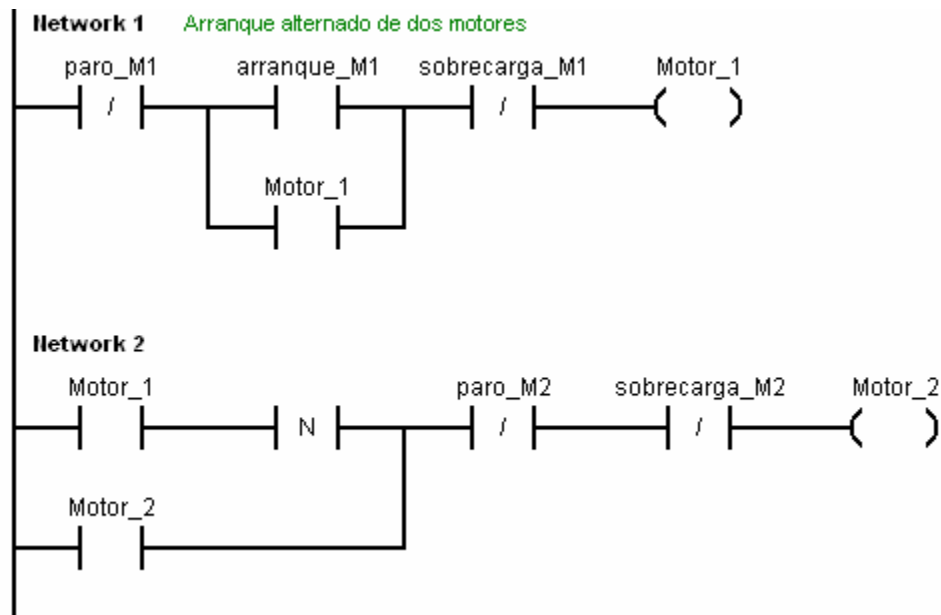 Network 1 Arranque alternado de dos motores
paro_M1 arranque_M1 sobrecarga_M1 Motor_1
/ /
Motor_1
Network 2
Motor_1 paro_M2 sobrecarga_M2 Motor_2
N / /
Motor_2